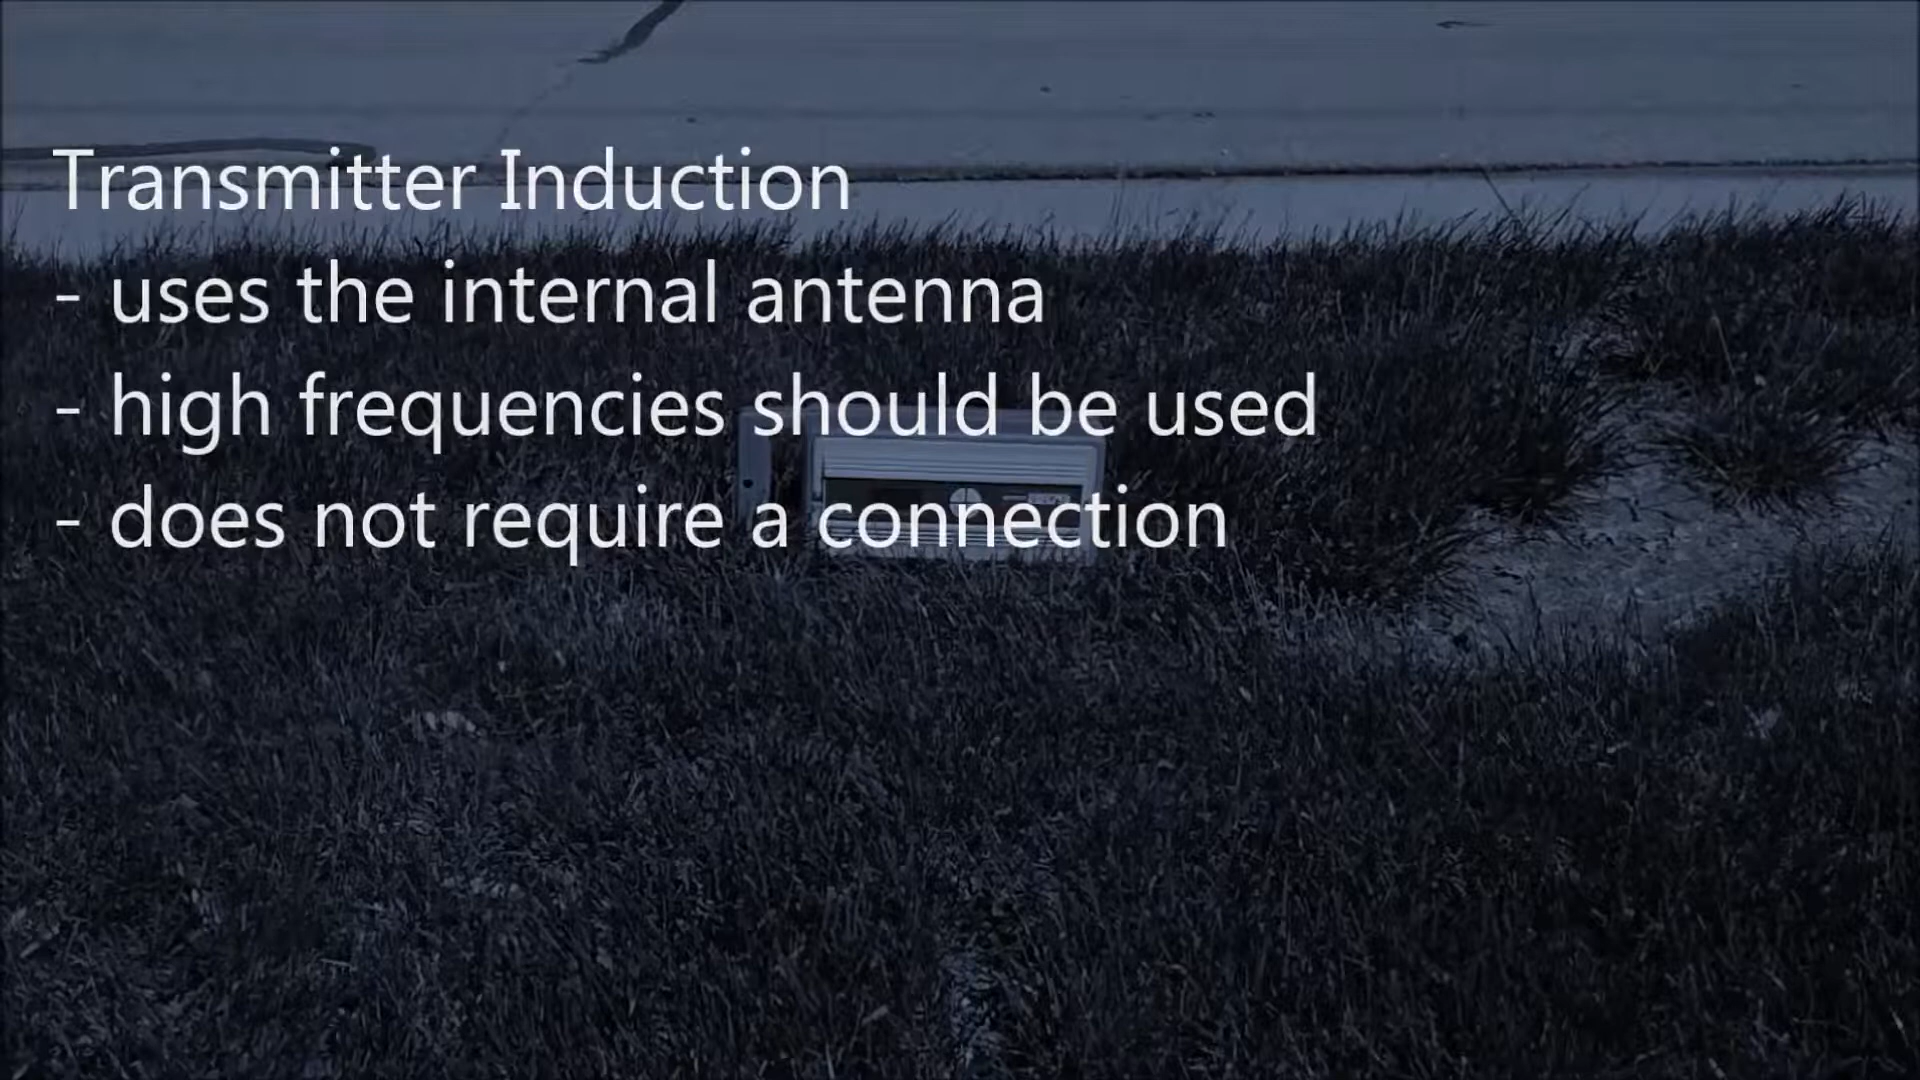 Transmitter Induction
- uses the internal antenna
- high frequencies should be used
- does not require a connection